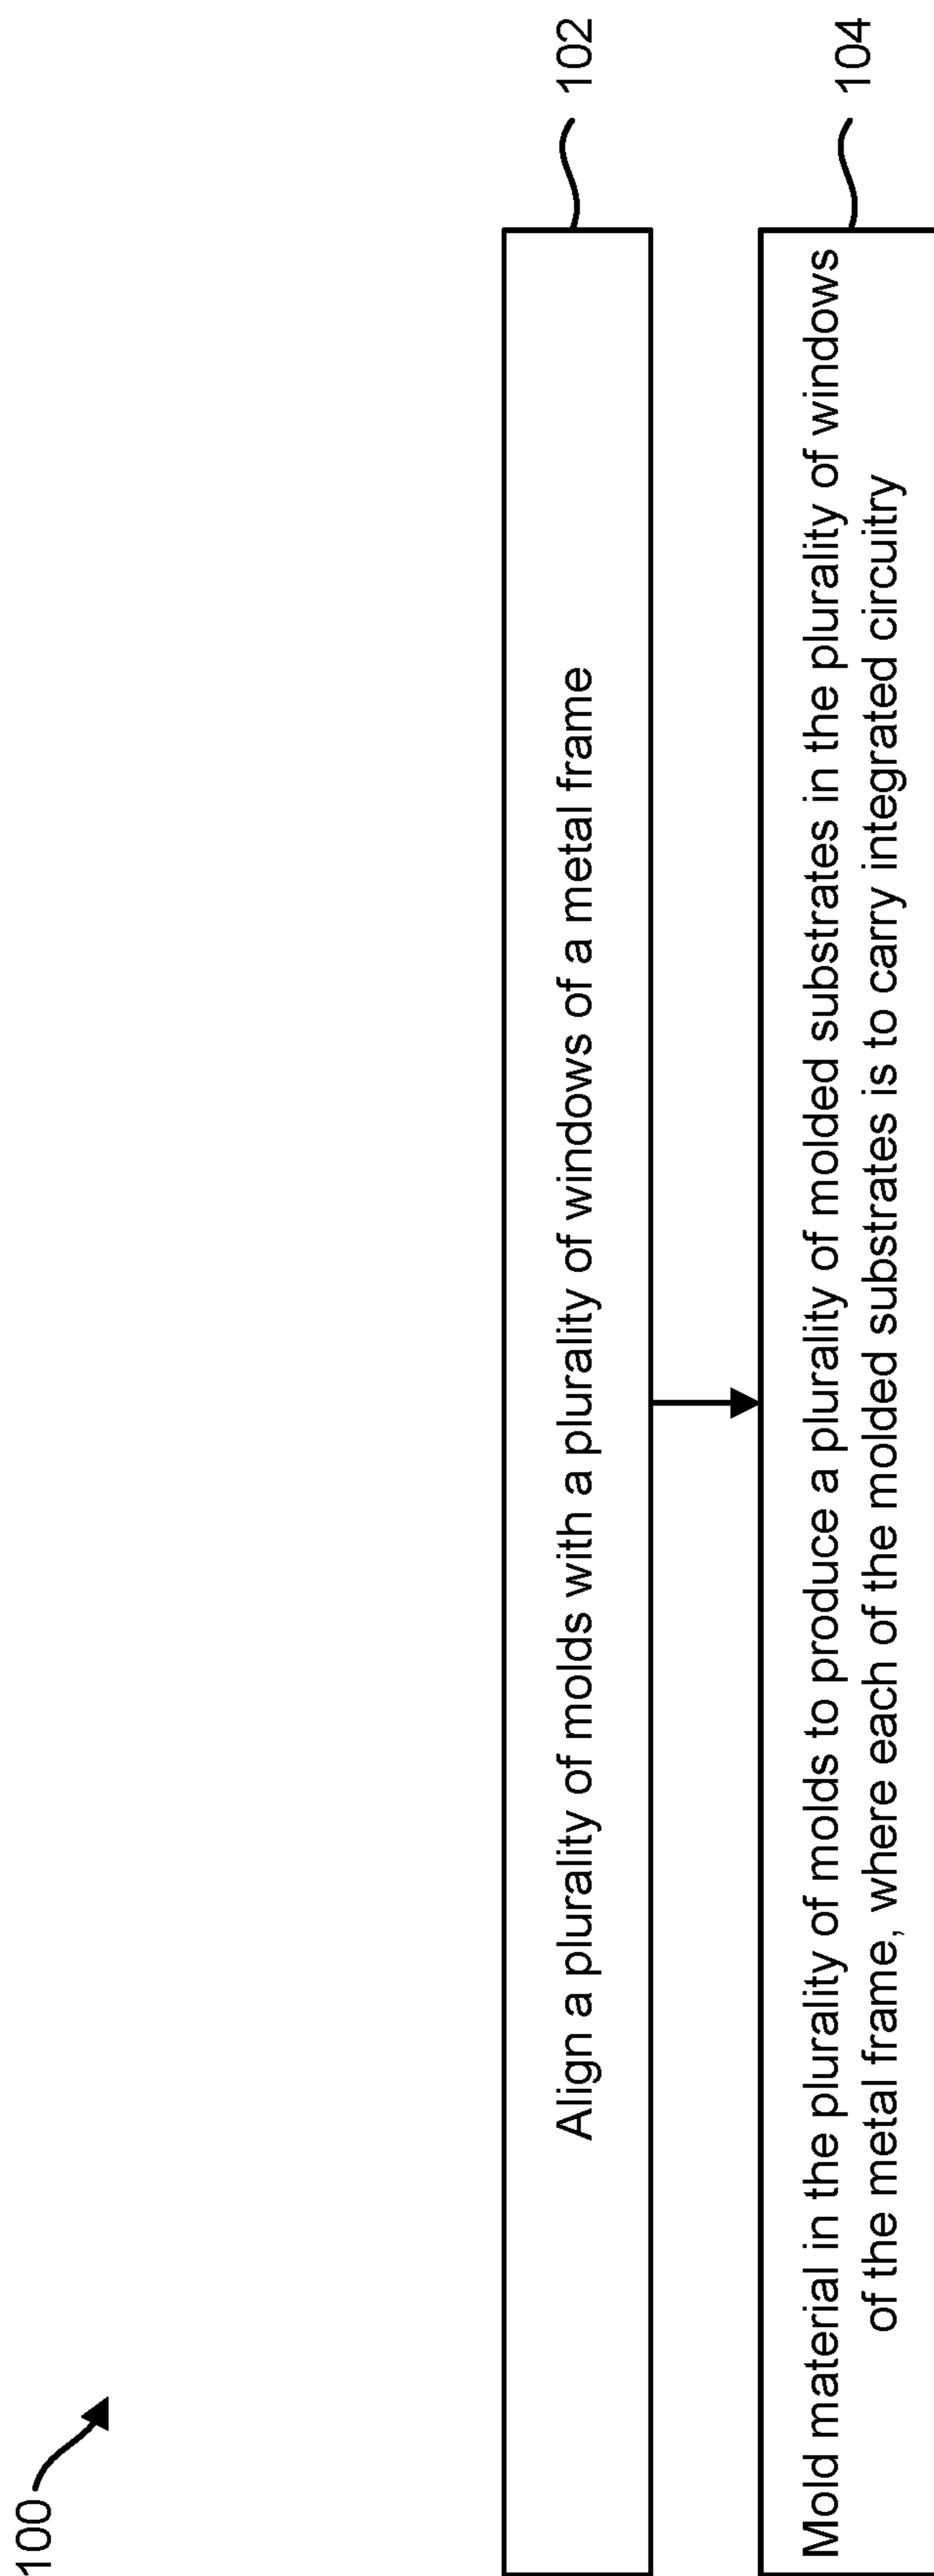 100
102
Align a plurality of molds with a plurality of windows of a metal frame
104
Mold material in the plurality of molds to produce a plurality of molded substrates in the plurality of windows
of the metal frame, where each of the molded substrates is to carry integrated circuitry